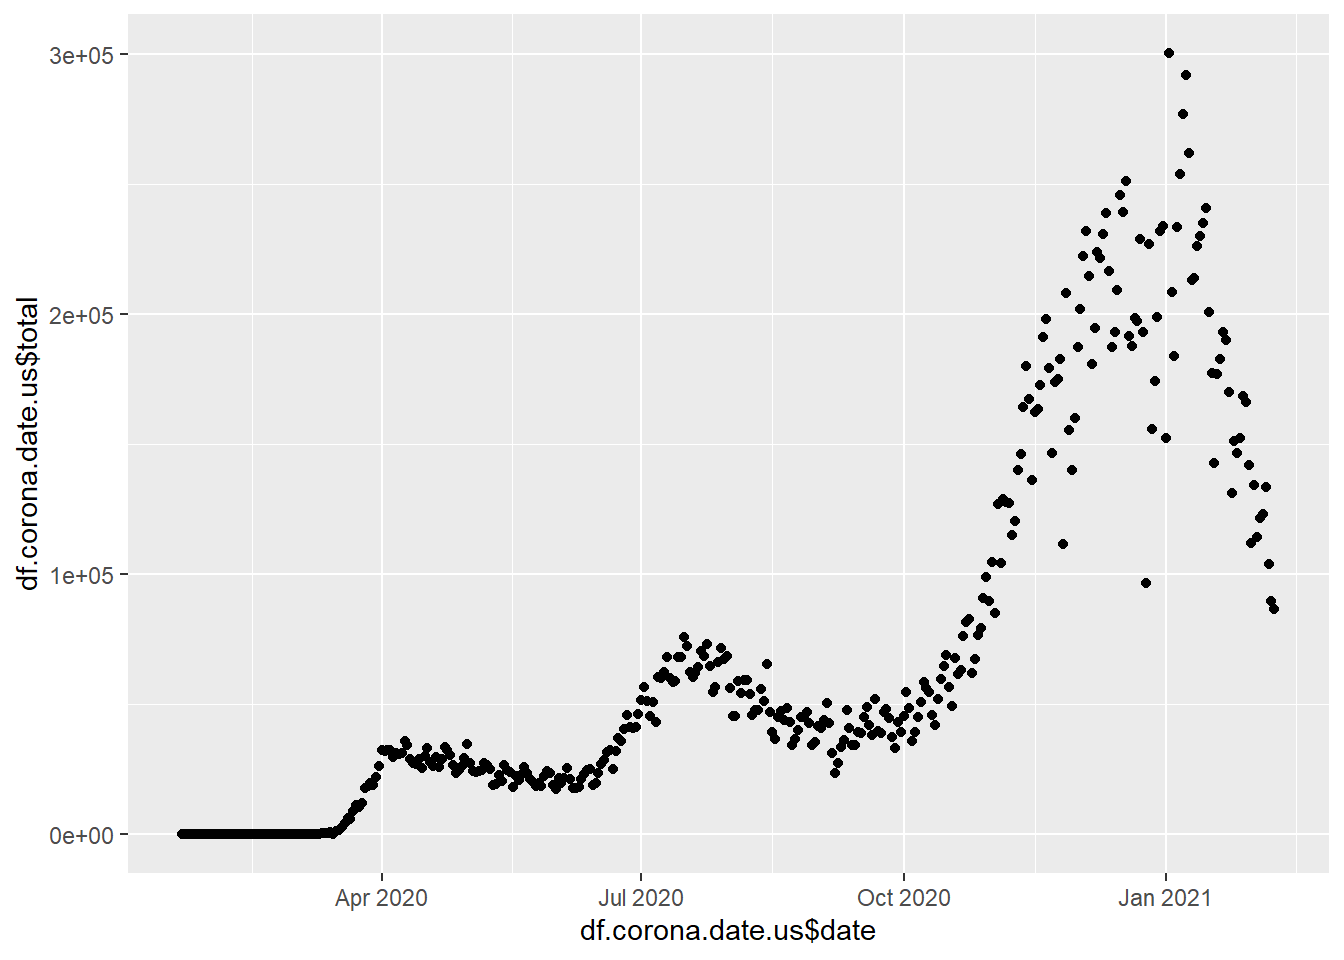 3e+05
2e+05
1e+05
0e+00
df.corona.date.us$total
Apr 2020
Jul 2020
Oct 2020
Jan 2021
df.corona.date.us$date